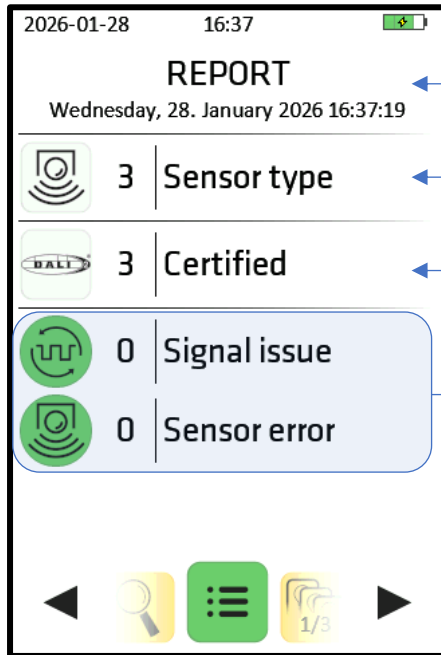 2026-01-28 16:37
REPORT
Wednesday, 28. January 2026 16:37:19
3 Sensor type
DALI 2 3 Certified
0 Signal issue
0 Sensor error
1/3